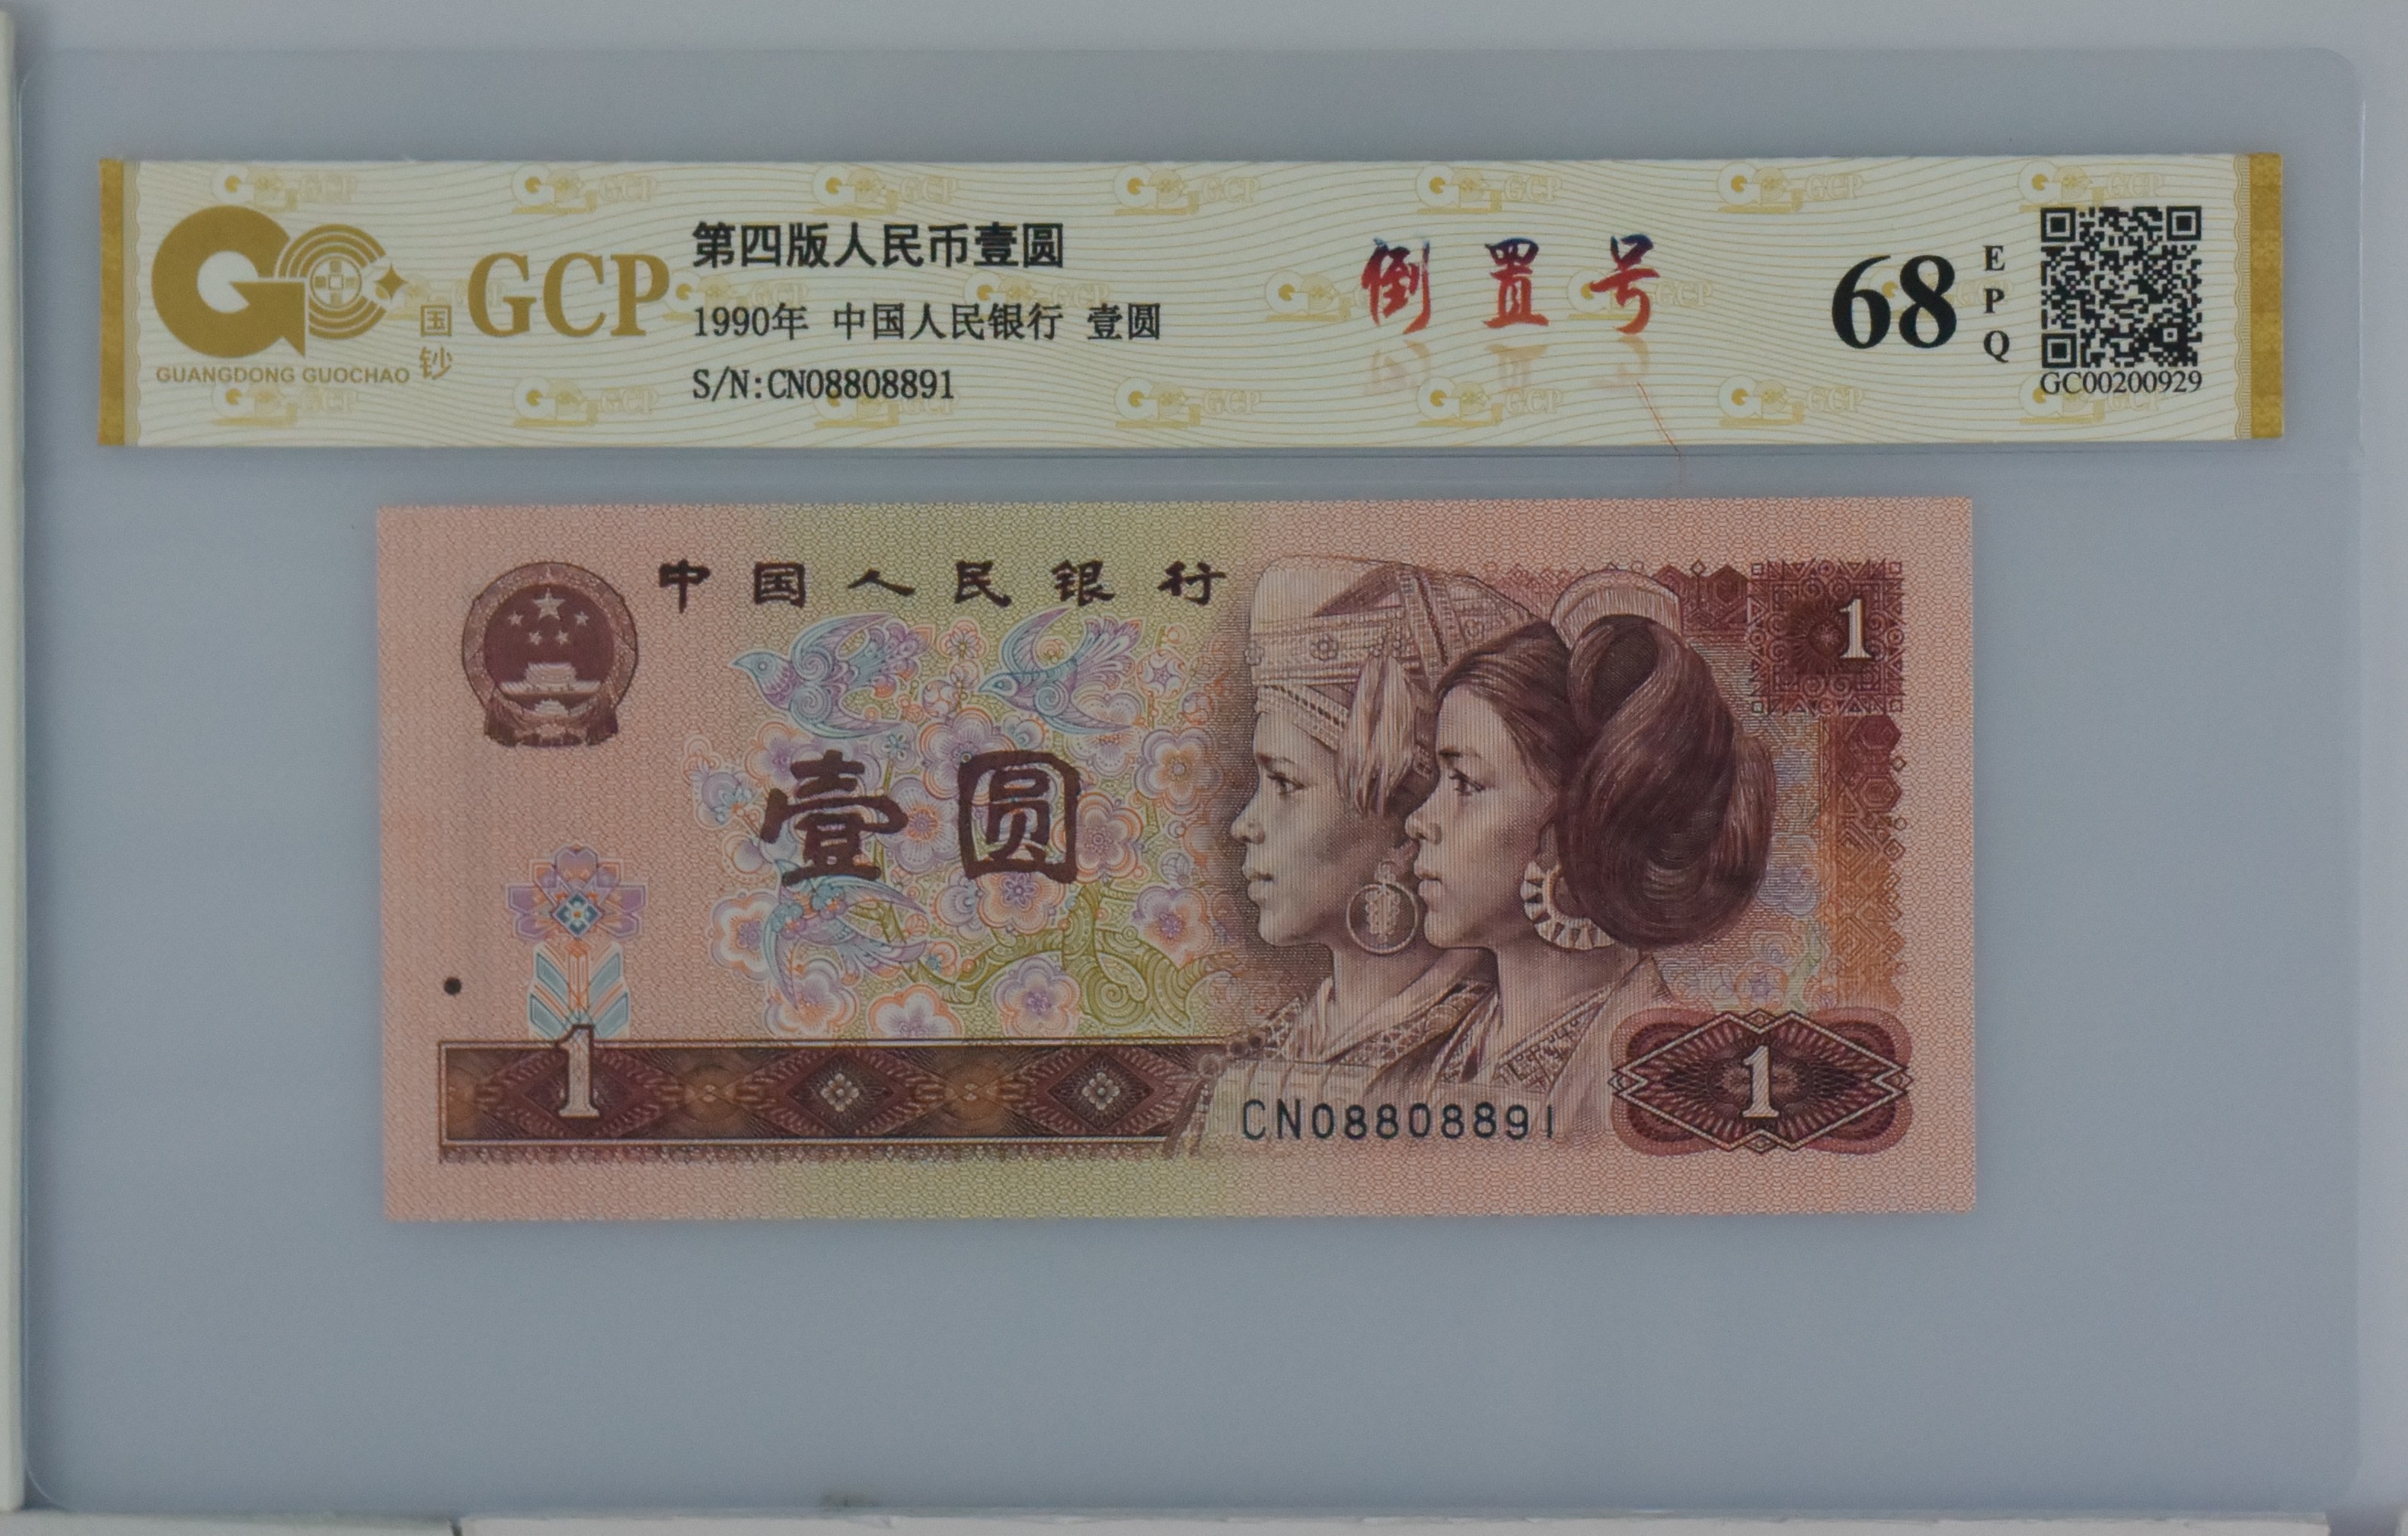 GUANGDONG GUOCHAO
国钞
GCP
第四版人民币壹圆
1990年 中国人民银行 壹圆
S/N:CN08808891
倒置号
68
EPQ
GC00200929
中国人民银行
1
壹圆
1
CN08808891
1